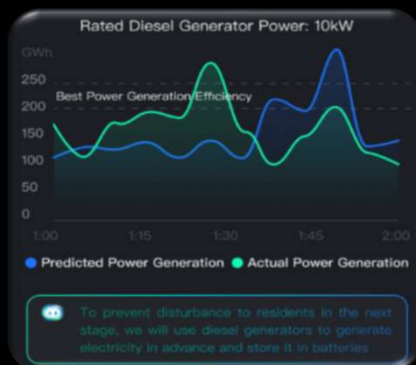 Rated Diesel Generator Power: 10kW
GWh
250
Best Power Generation Efficiency
200
150
100
50
0
1:00 1:15 1:30 1:45 2:00
Predicted Power Generation Actual Power Generation
To prevent disturbance to residents in the next
stage, we will use diesel generators to generate
electricity in advance and store it in batteries